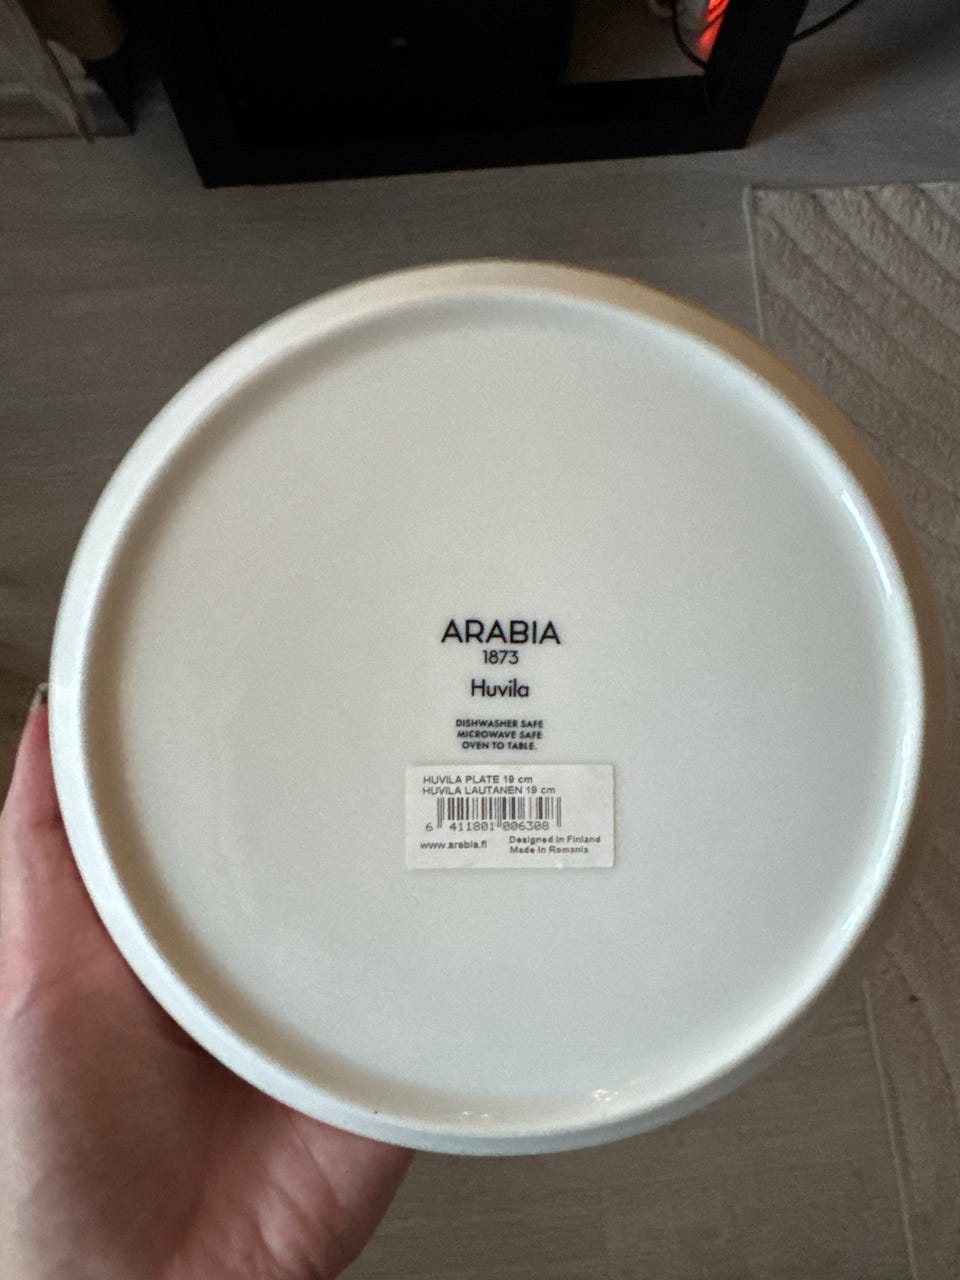 ARABIA
1873
Huvila
DISHWASHER SAFE
MICROWAVE SAFE
OVEN TO TABLE.
HUVILA PLATE 19 cm
HUVILA LAUTANEN 19 cm
6 411801 006308
www.arabia.fi
Designed in Finland
Made in Romania